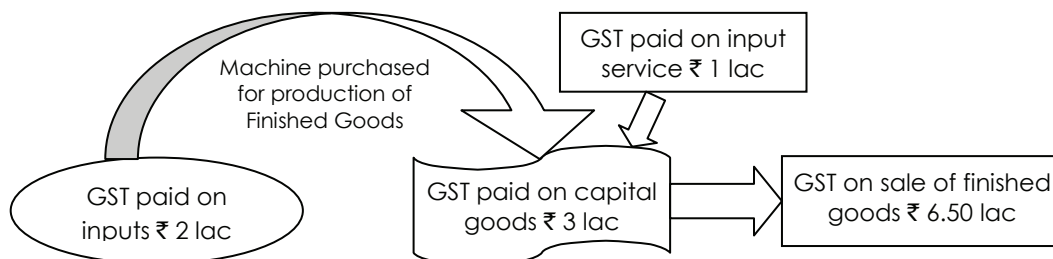 GST paid on input
service ₹ 1 lac
Machine purchased
for production of
Finished Goods
GST paid on
inputs ₹ 2 lac
GST paid on capital
goods ₹ 3 lac
GST on sale of finished
goods ₹ 6.50 lac